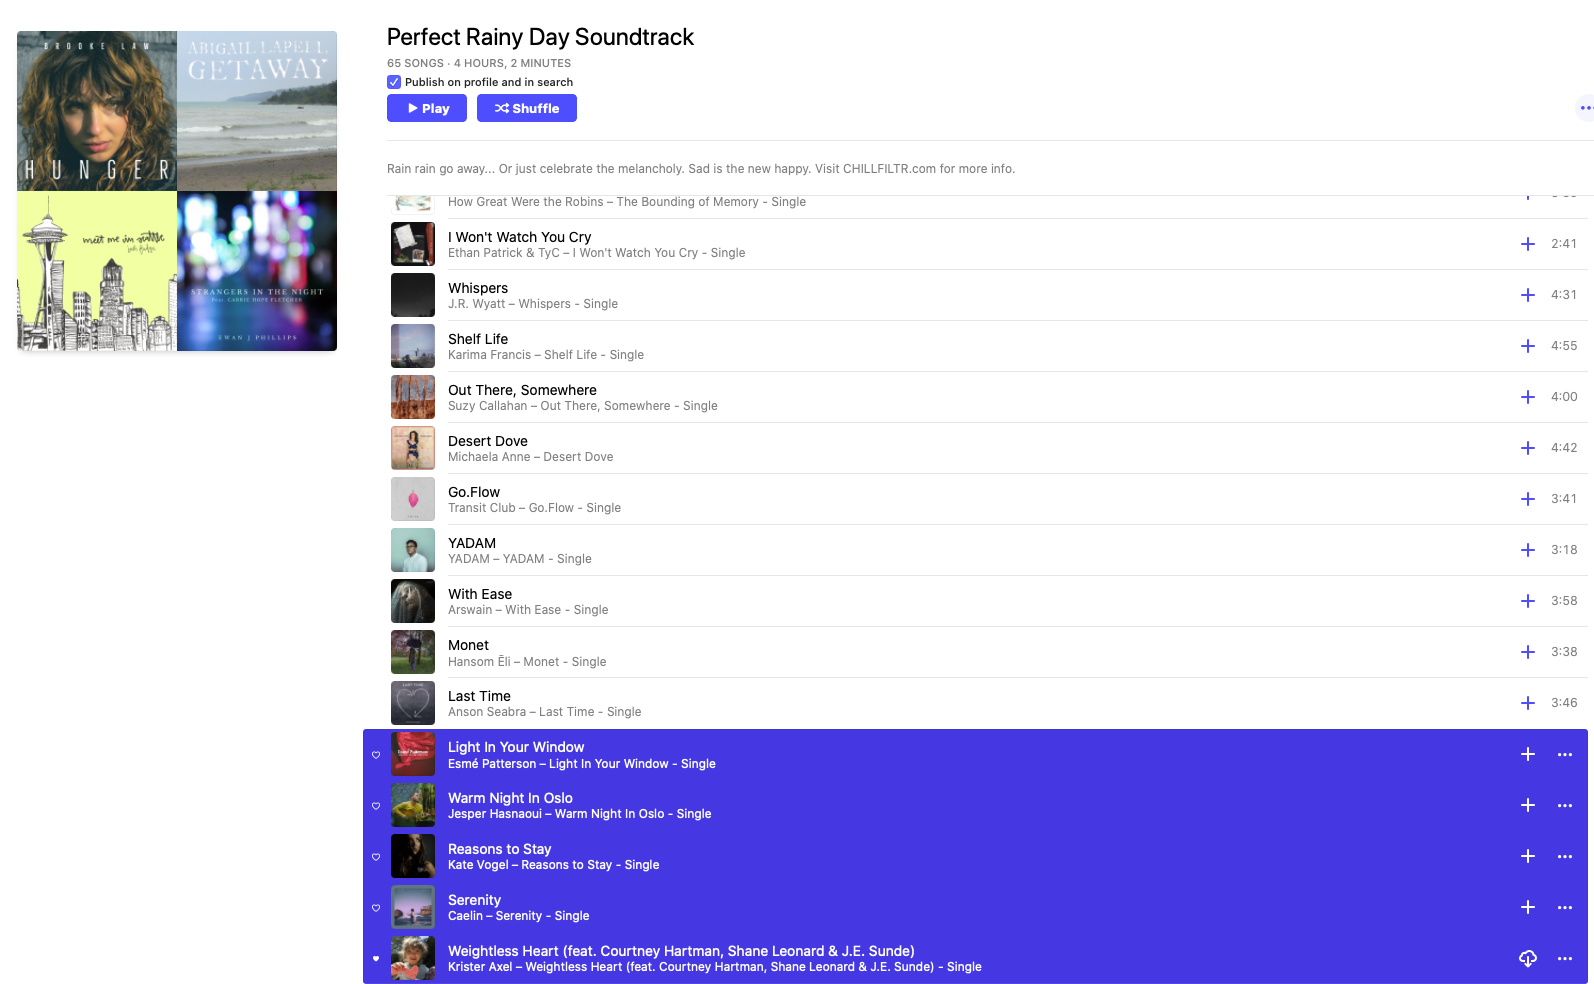 BROOKE LAW
HUNGER
ABIGAIL LAPELL
GETAWAY
meet me in seattle
STRANGERS IN THE NIGHT
FEAT. CARRIE HOPE FLETCHER
EWAN J PHILLIPS
Perfect Rainy Day Soundtrack
65 SONGS · 4 HOURS, 2 MINUTES
Publish on profile and in search
Play
Shuffle
Rain rain go away... Or just celebrate the melancholy. Sad is the new happy. Visit CHILLFILTR.com for more info.
How Great Were the Robins – The Bounding of Memory - Single
I Won't Watch You Cry
Ethan Patrick & TyC – I Won't Watch You Cry - Single
2:41
Whispers
J.R. Wyatt – Whispers - Single
4:31
Shelf Life
Karima Francis – Shelf Life - Single
4:55
Out There, Somewhere
Suzy Callahan – Out There, Somewhere - Single
4:00
Desert Dove
Michaela Anne – Desert Dove
4:42
Go.Flow
Transit Club – Go.Flow - Single
3:41
YADAM
YADAM – YADAM - Single
3:18
With Ease
Arswain – With Ease - Single
3:58
Monet
Hansom Ēli – Monet - Single
3:38
LAST TIME
Last Time
Anson Seabra – Last Time - Single
3:46
Light In Your Window
Esmé Patterson – Light In Your Window - Single
Warm Night In Oslo
Jesper Hasnaoui – Warm Night In Oslo - Single
Reasons to Stay
Kate Vogel – Reasons to Stay - Single
Serenity
Caelin – Serenity - Single
Weightless Heart (feat. Courtney Hartman, Shane Leonard & J.E. Sunde)
Krister Axel – Weightless Heart (feat. Courtney Hartman, Shane Leonard & J.E. Sunde) - Single